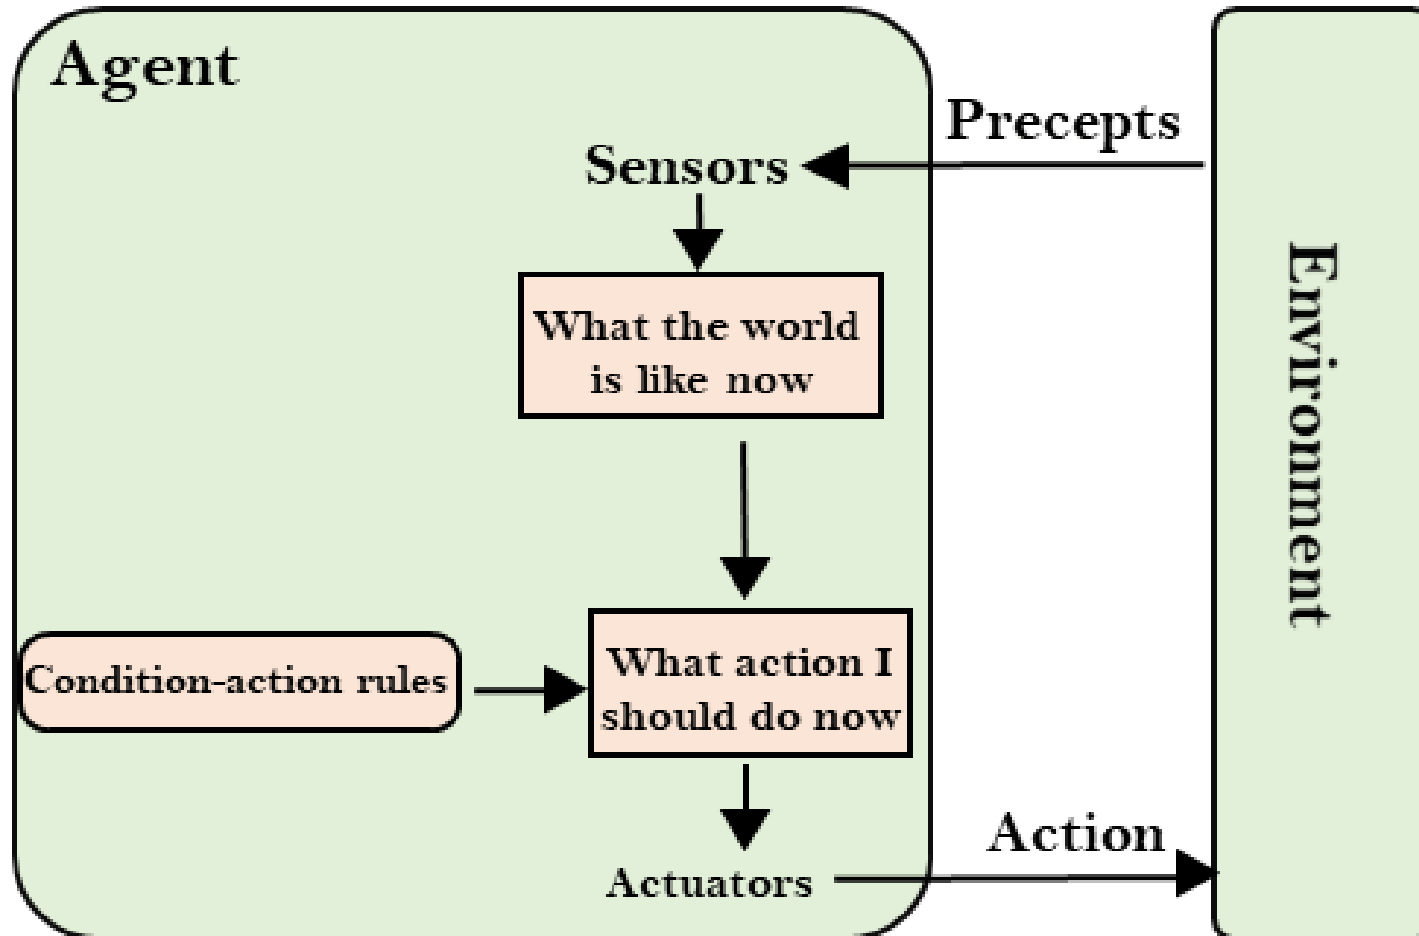 Agent
Precepts
Sensors
What the world
is like now
Environment
Condition-action rules
What action I
should do now
Action
Actuators